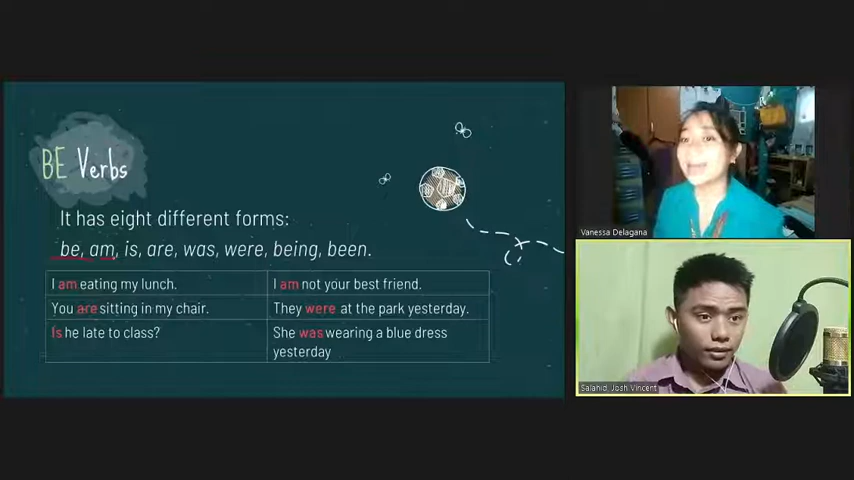 BE Verbs
It has eight different forms:
be, am, is, are, was, were, being, been.
I am eating my lunch.
I am not your best friend.
You are sitting in my chair.
They were at the park yesterday.
Is he late to class?
She was wearing a blue dress
yesterday
Vanessa Delagana
Salahid, Josh Vincent